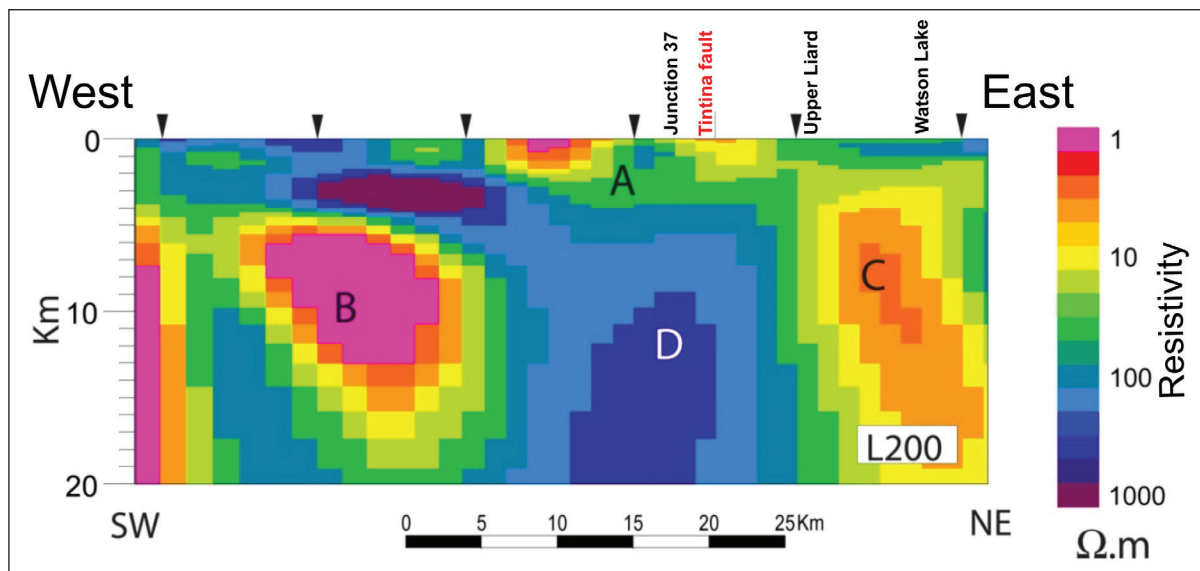 West
Junction 37
Tintina fault
Upper Liard
Watson Lake
East
0
10
20
Km
A
B
C
D
L200
1
10
100
1000
Resistivity
Ω.m
SW
0 5 10 15 20 25Km
NE